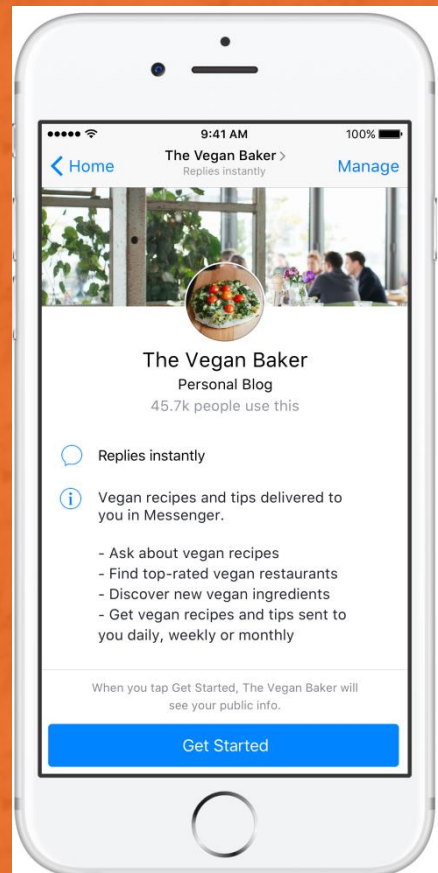 9:41 AM
100%
Home
The Vegan Baker
Replies instantly
Manage
The Vegan Baker
Personal Blog
45.7k people use this
Replies instantly
Vegan recipes and tips delivered to
you in Messenger.
- Ask about vegan recipes
- Find top-rated vegan restaurants
- Discover new vegan ingredients
- Get vegan recipes and tips sent to
you daily, weekly or monthly
When you tap Get Started, The Vegan Baker will
see your public info.
Get Started